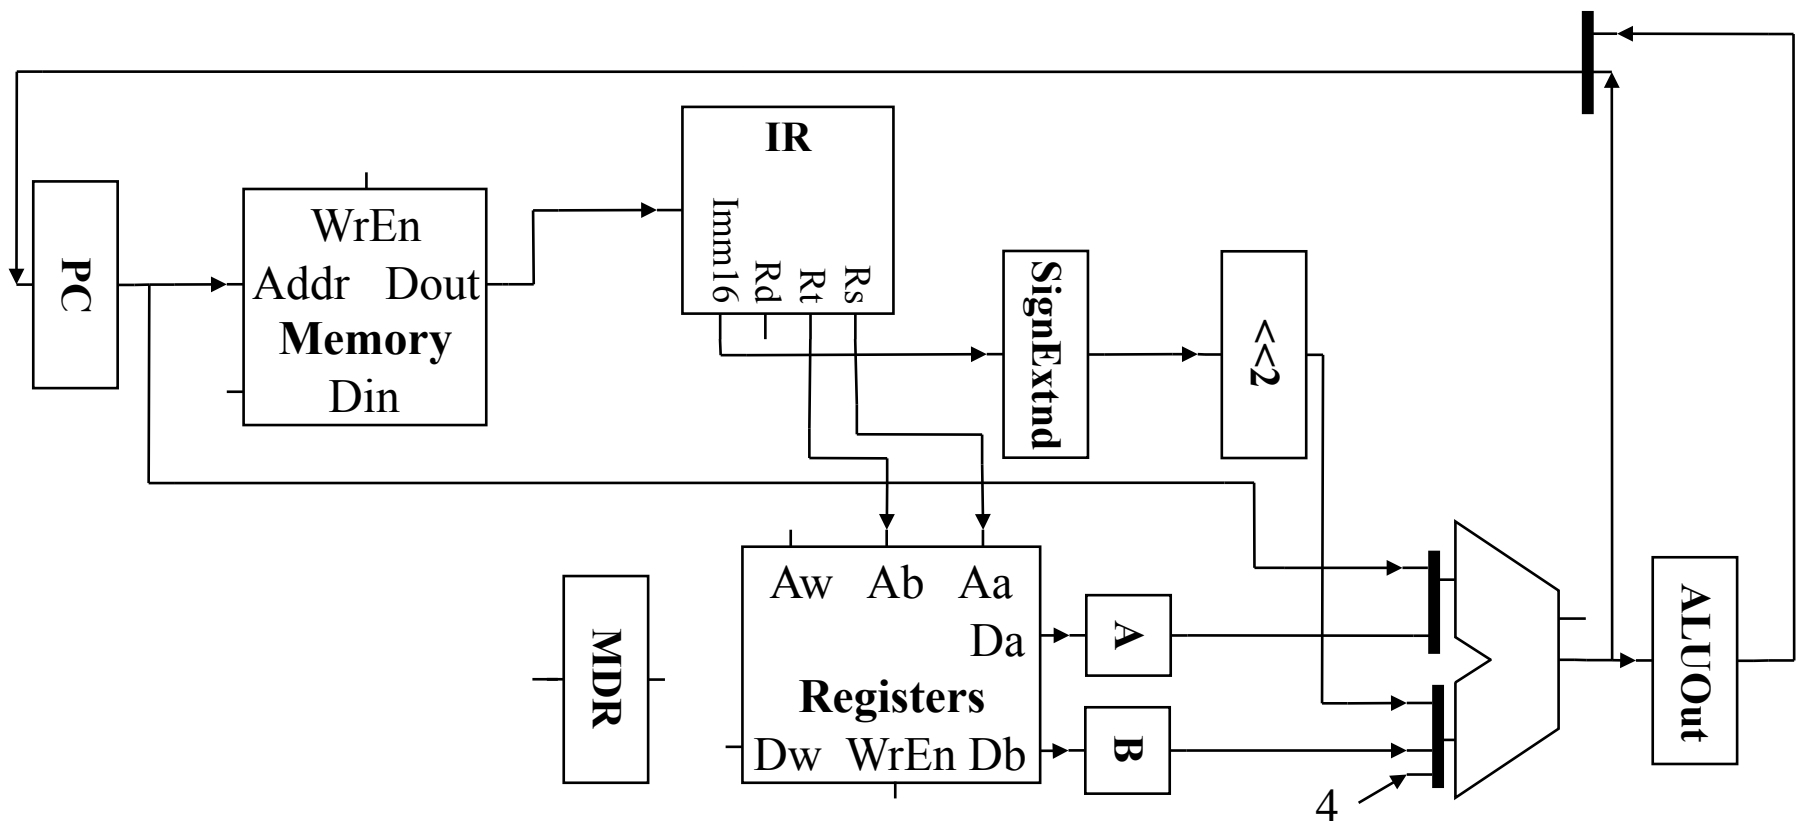 IR
PC
WrEn
Addr Dout
Memory
Din
Imm16
Rd
Rt
Rs
SignExtnd
<<2
Aw Ab Aa
Da
Registers
Dw WrEn Db
MDR
A
B
4
ALUOut